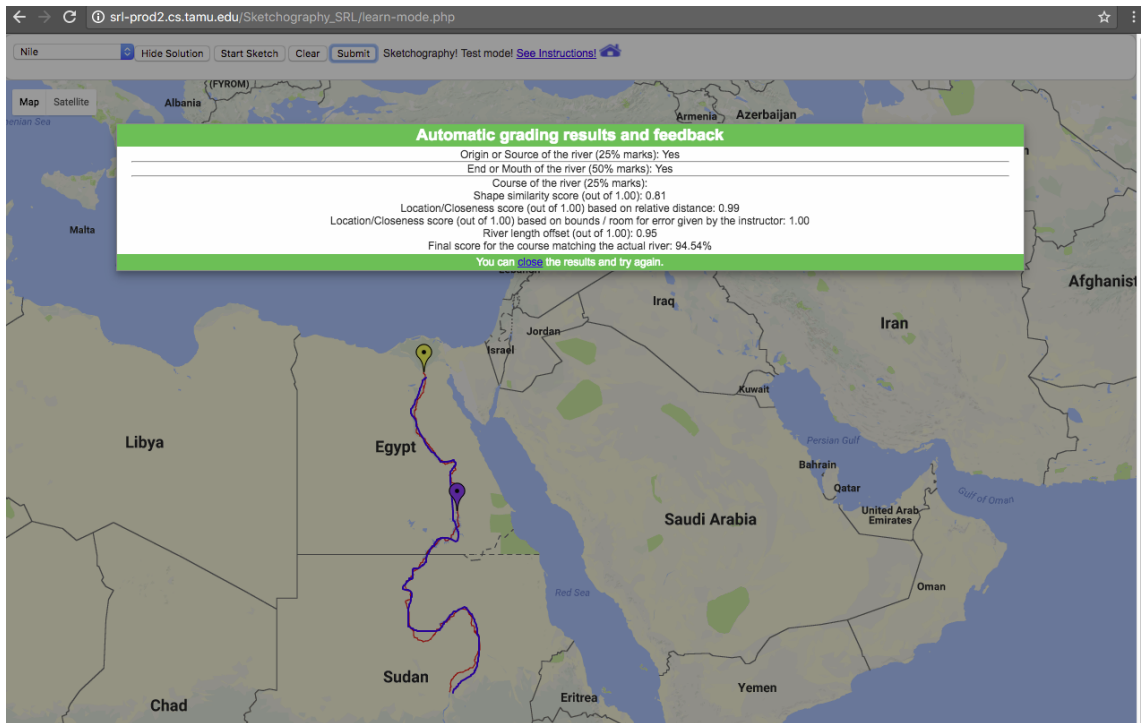 srl-prod2.cs.tamu.edu/Sketchography_SRL/learn-mode.php
Nile Hide Solution Start Sketch Clear Submit Sketchography! Test mode! See Instructions!
(FYROM)
Map Satellite
Albania
Armenia
Azerbaijan
enian Sea
Automatic grading results and feedback
Origin or Source of the river (25% marks): Yes
End or Mouth of the river (50% marks): Yes
Course of the river (25% marks):
Shape similarity score (out of 1.00): 0.81
Location/Closeness score (out of 1.00) based on relative distance: 0.99
Location/Closeness score (out of 1.00) based on bounds / room for error given by the instructor: 1.00
River length offset (out of 1.00): 0.95
Final score for the course matching the actual river: 94.54%
You can close the results and try again.
Malta
Lebanon
Afghanist
Iraq
Iran
Jordan
Israel
Kuwait
Libya
Egypt
Persian Gulf
Bahrain
Qatar
Gulf of Oman
United Arab
Emirates
Saudi Arabia
Oman
Red Sea
Sudan
Yemen
Chad
Eritrea